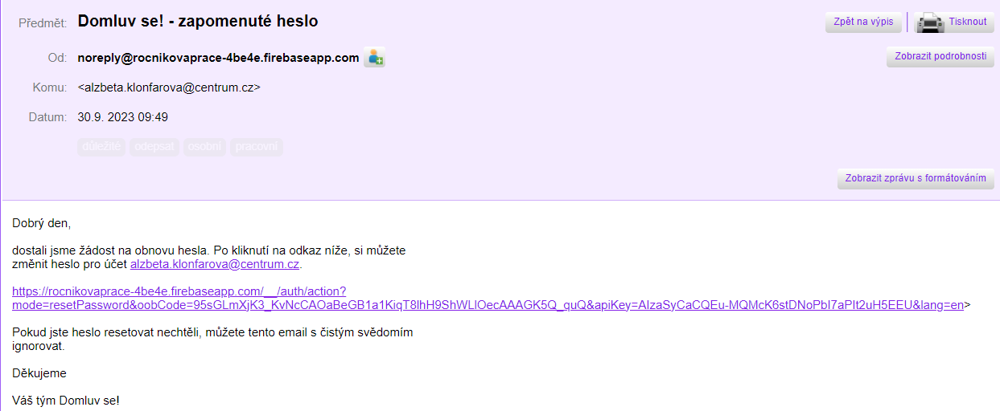 Předmět: Domluv se! - zapomenuté heslo
Zpět na výpis
Tisknout
Od: noreply@rocnikovaprace-4be4e.firebaseapp.com
Zobrazit podrobnosti
Komu: <alzbeta.klonfarova@centrum.cz>
Datum: 30.9. 2023 09:49
důležité odepsat osobní pracovní
Zobrazit zprávu s formátováním
Dobrý den,
dostali jsme žádost na obnovu hesla. Po kliknutí na odkaz níže, si můžete
změnit heslo pro účet alzbeta.klonfarova@centrum.cz.
https://rocnikovaprace-4be4e.firebaseapp.com/__/auth/action?
mode=resetPassword&oobCode=95sGLmXjK3_KvNcCAOaBeGB1a1KiqT8lhH9ShWLlOecAAAGK5Q_quQ&apiKey=AIzaSyCaCQEu-MQMcK6stDNoPbI7aPlt2uH5EEU&lang=en>
Pokud jste heslo resetovat nechtěli, můžete tento email s čistým svědomím
ignorovat.
Děkujeme
Váš tým Domluv se!